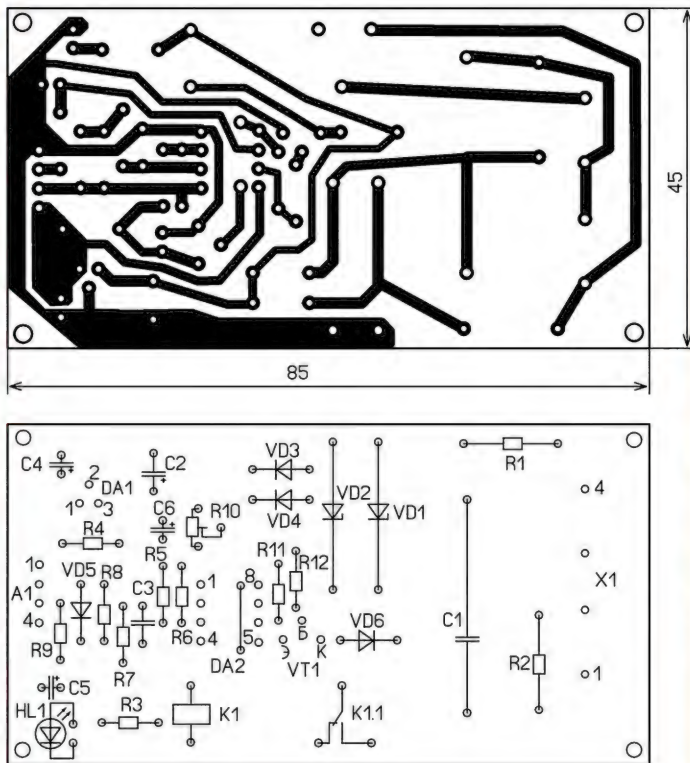 45
85
C4
2
DA1
1
3
C2
VD3
VD4
VD2
VD1
R1
4
C6
R10
R4
R5
R11
R12
X1
1
A1
4
VD5
R8
C3
R6
1
4
8
5
DA2
Б
Э
К
VT1
VD6
C1
R2
1
R9
R7
C5
HL1
R3
K1
K1.1